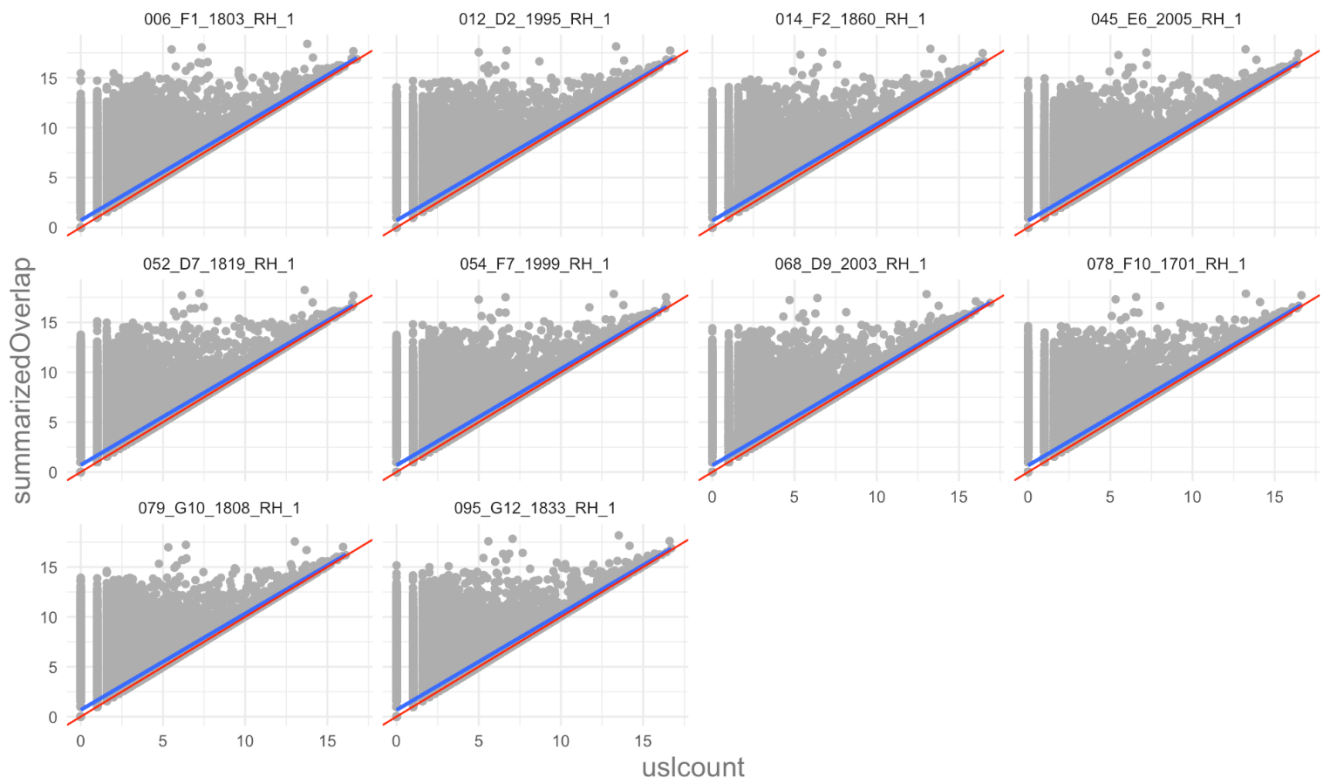 006_F1_1803_RH_1 012_D2_1995_RH_1 014_F2_1860_RH_1 045_E6_2005_RH_1
15
10
5
0
052_D7_1819_RH_1 054_F7_1999_RH_1 068_D9_2003_RH_1 078_F10_1701_RH_1
summarizedOverlap
15
10
5
0
0 5 10 15 0 5 10 15
079_G10_1808_RH_1 095_G12_1833_RH_1
15
10
5
0
0 5 10 15 0 5 10 15
uslcount